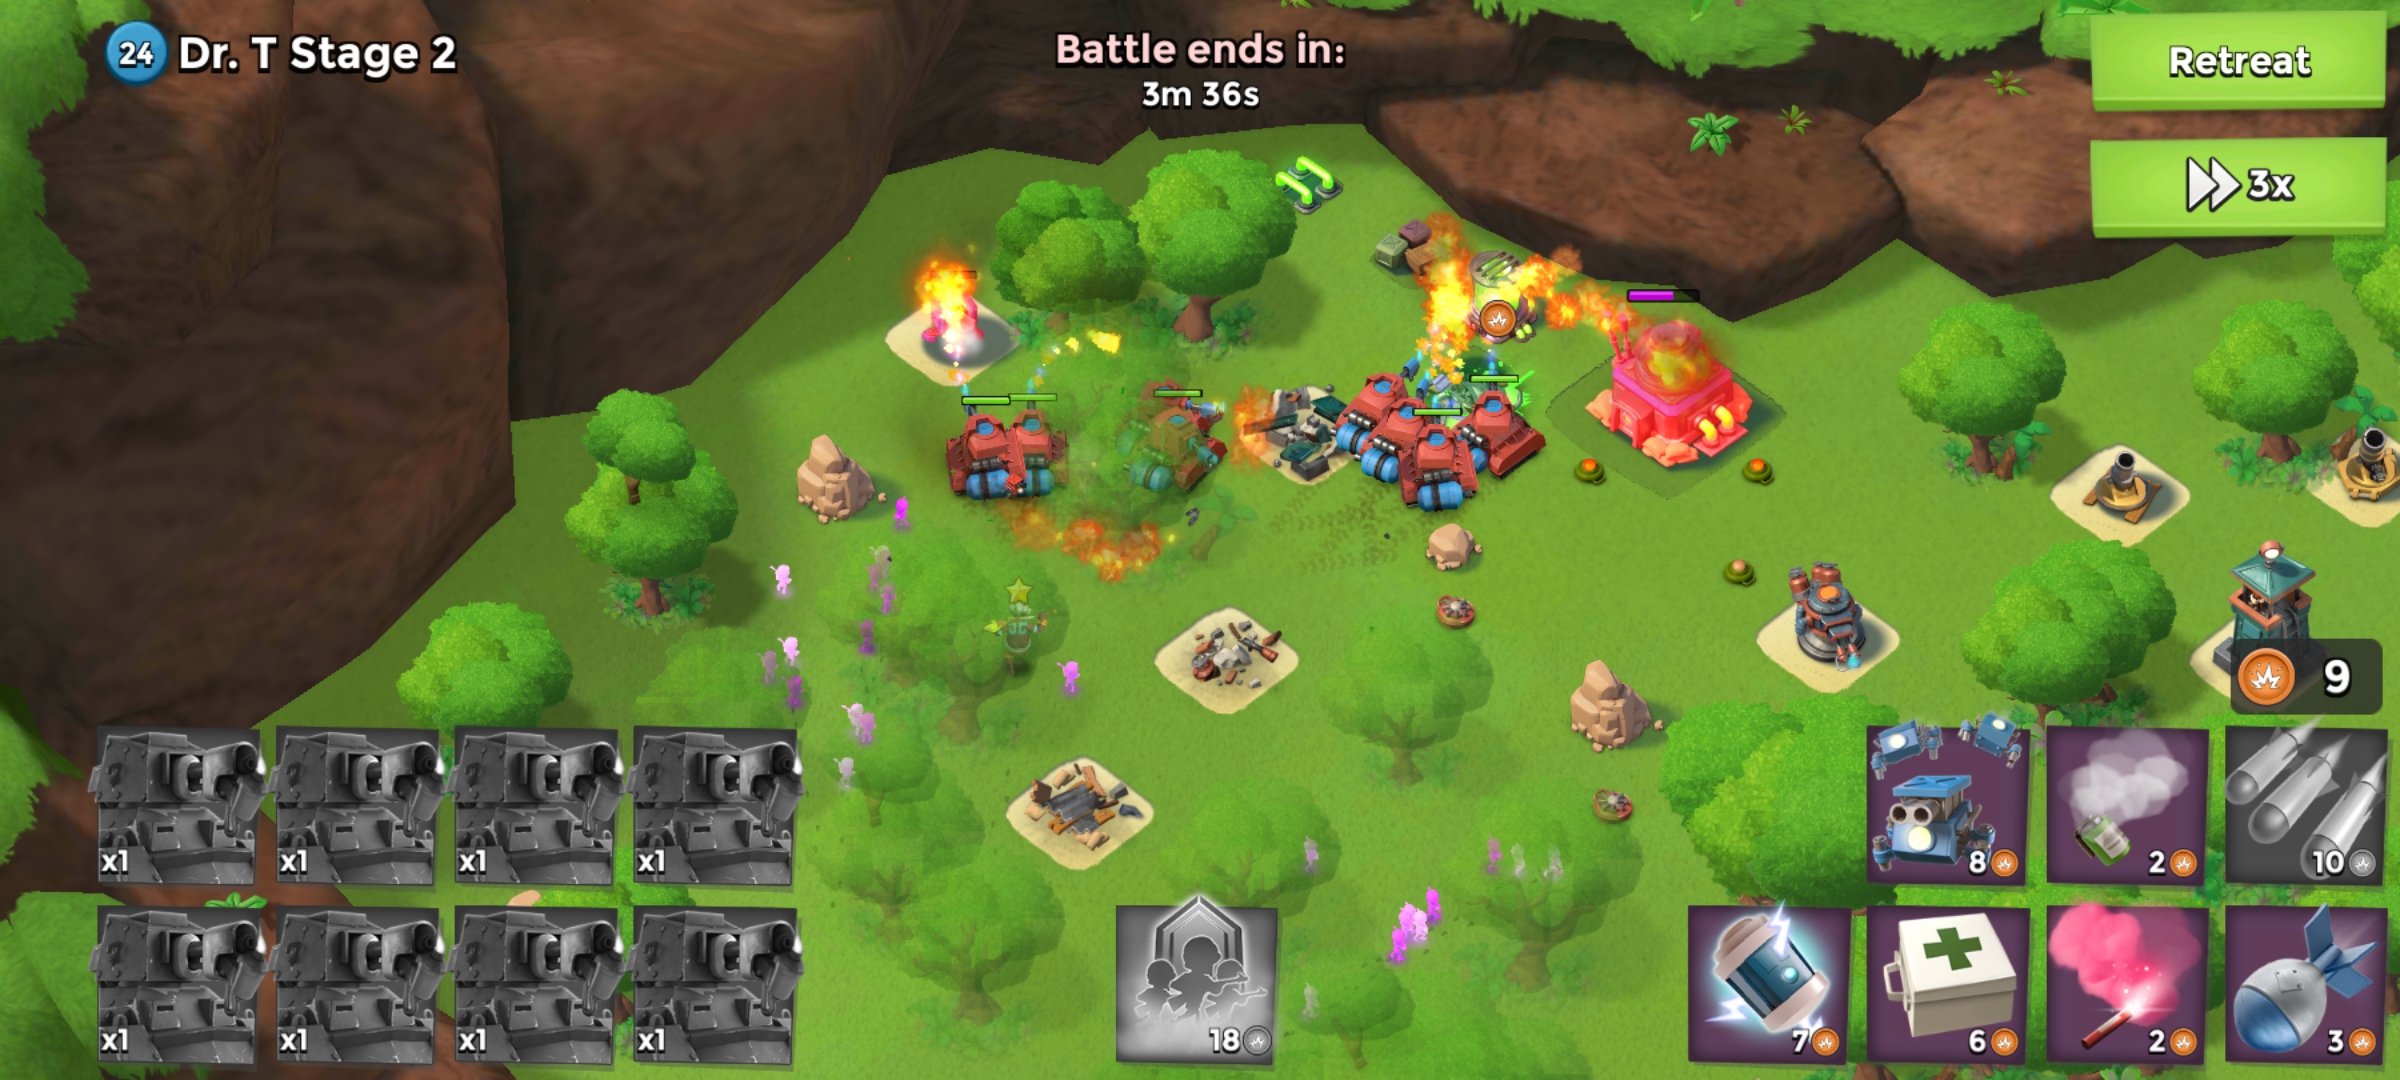 24 Dr. T Stage 2
Battle ends in:
3m 36s
Retreat
3x
9
x1 x1 x1 x1
8 2 10
x1 x1 x1 x1
18
7 6 2 3